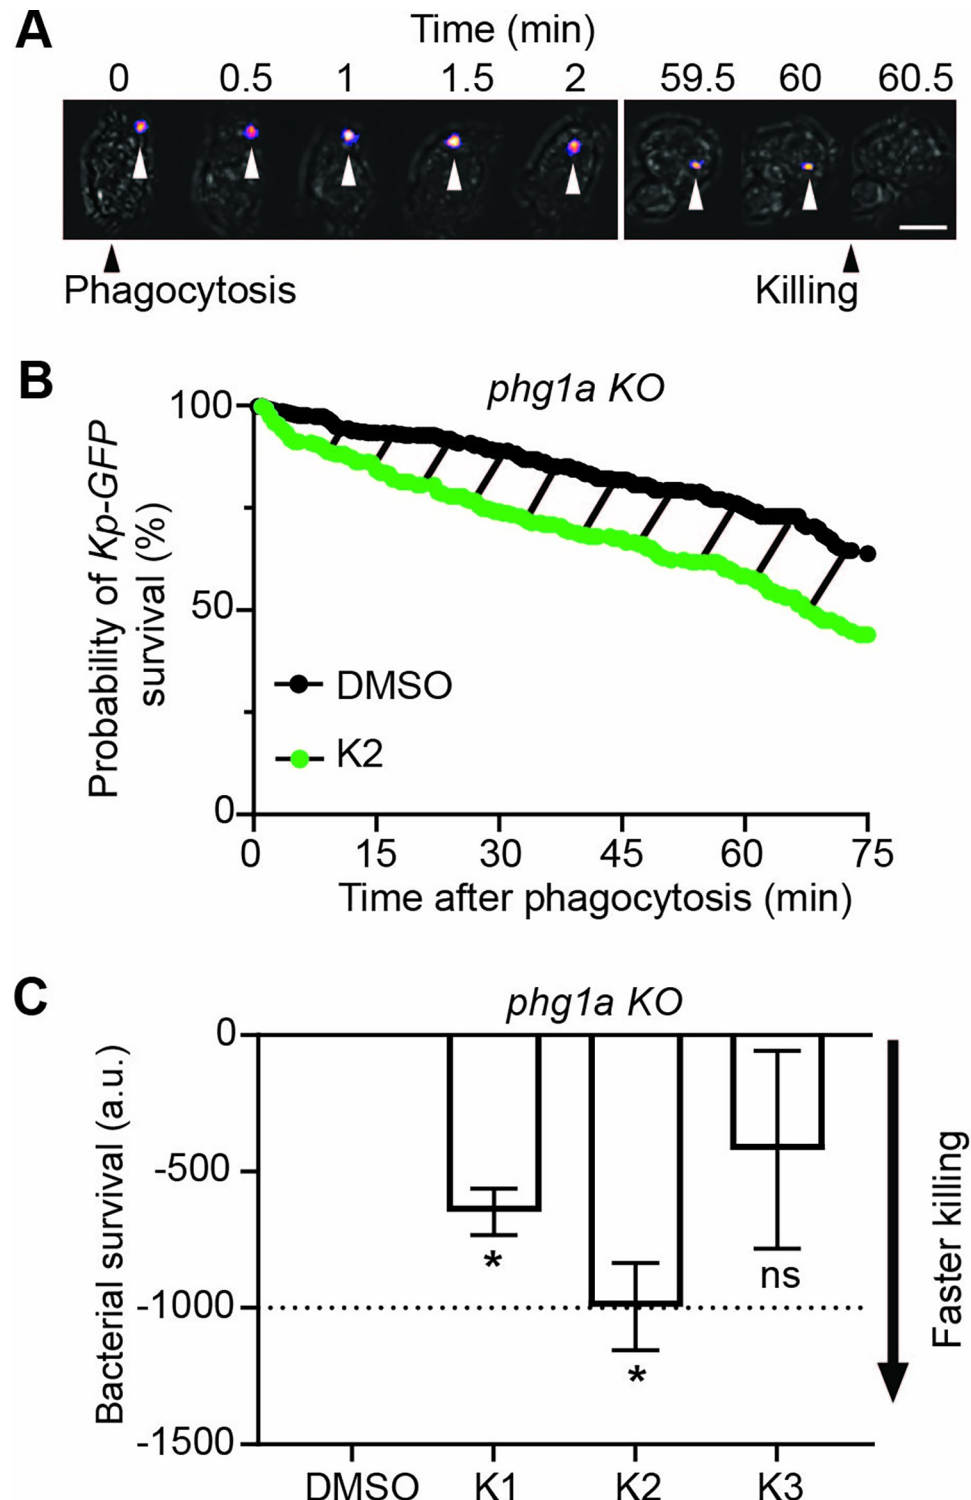 A
Time (min)
0 0.5 1 1.5 2 59.5 60 60.5
Phagocytosis Killing
B
phg1a KO
Probability of Kp-GFP
survival (%)
100
50
0
DMSO
K2
0 15 30 45 60 75
Time after phagocytosis (min)
C
phg1a KO
Bacterial survival (a.u.)
0
-500
-1000
-1500
*
*
ns
Faster killing
DMSO K1 K2 K3